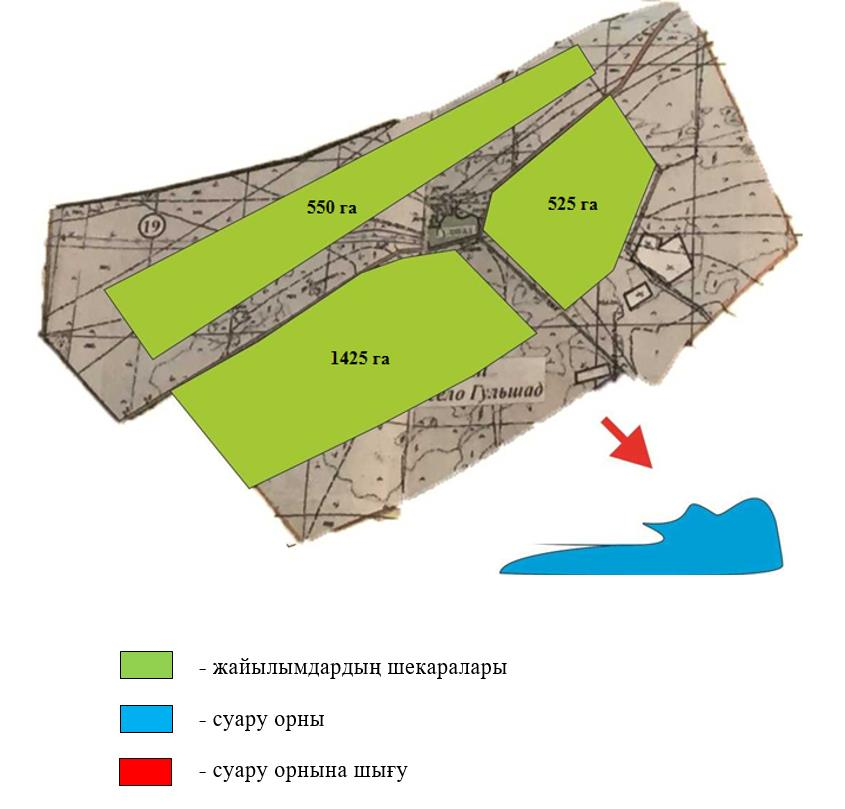 550 га
525 га
19
1425 га
село Гульшад
- жайылымдардың шекаралары
- суару орны
- суару орнына шығу